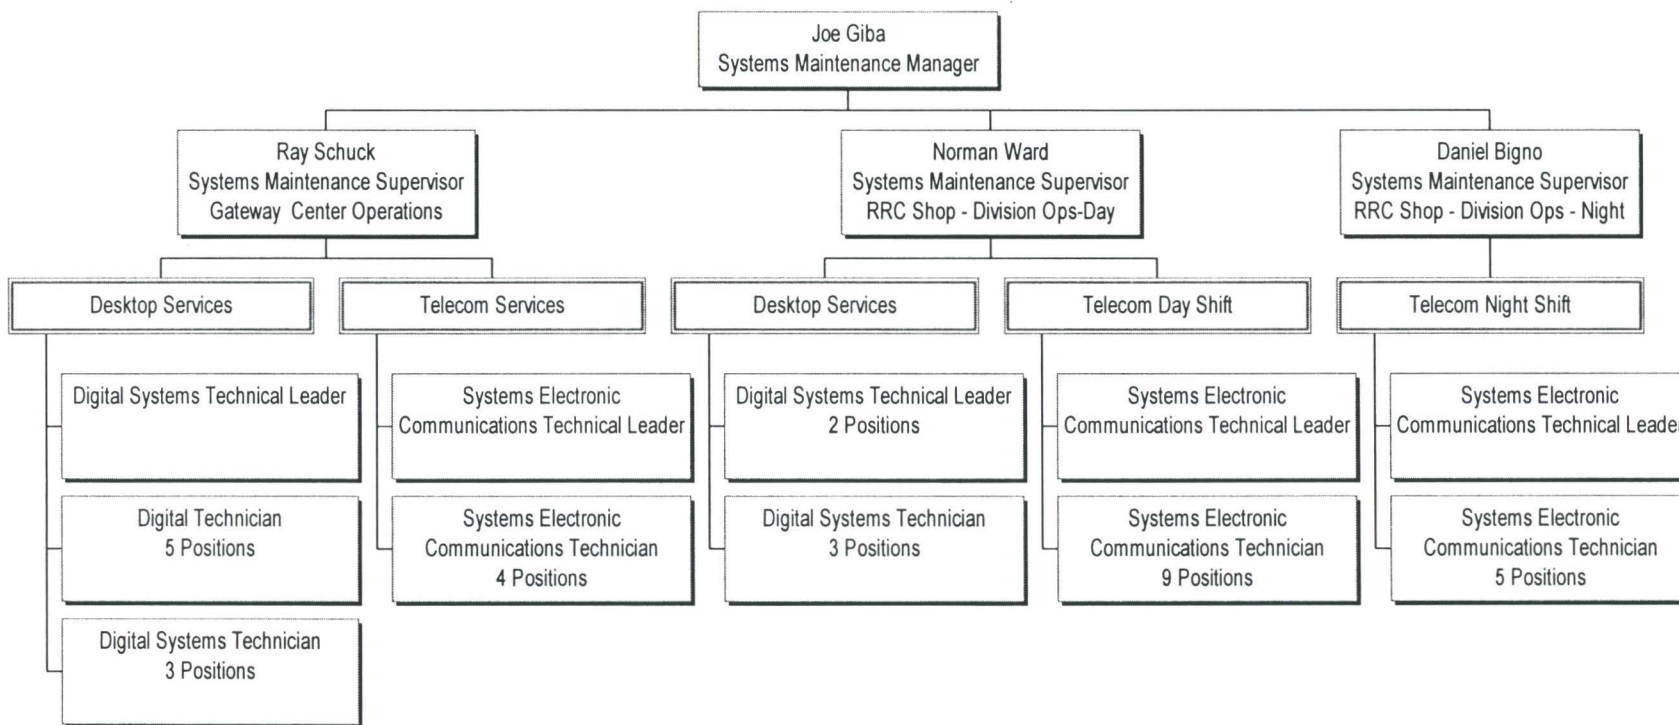 Joe Giba
Systems Maintenance Manager
Ray Schuck
Systems Maintenance Supervisor
Gateway Center Operations
Norman Ward
Systems Maintenance Supervisor
RRC Shop - Division Ops-Day
Daniel Bigno
Systems Maintenance Supervisor
RRC Shop - Division Ops - Night
Desktop Services
Telecom Services
Desktop Services
Telecom Day Shift
Telecom Night Shift
Digital Systems Technical Leader
Digital Technician
5 Positions
Digital Systems Technician
3 Positions
Systems Electronic
Communications Technical Leader
Systems Electronic
Communications Technician
4 Positions
Digital Systems Technical Leader
2 Positions
Digital Systems Technician
3 Positions
Systems Electronic
Communications Technical Leader
Systems Electronic
Communications Technician
9 Positions
Systems Electronic
Communications Technical Leader
Systems Electronic
Communications Technician
5 Positions